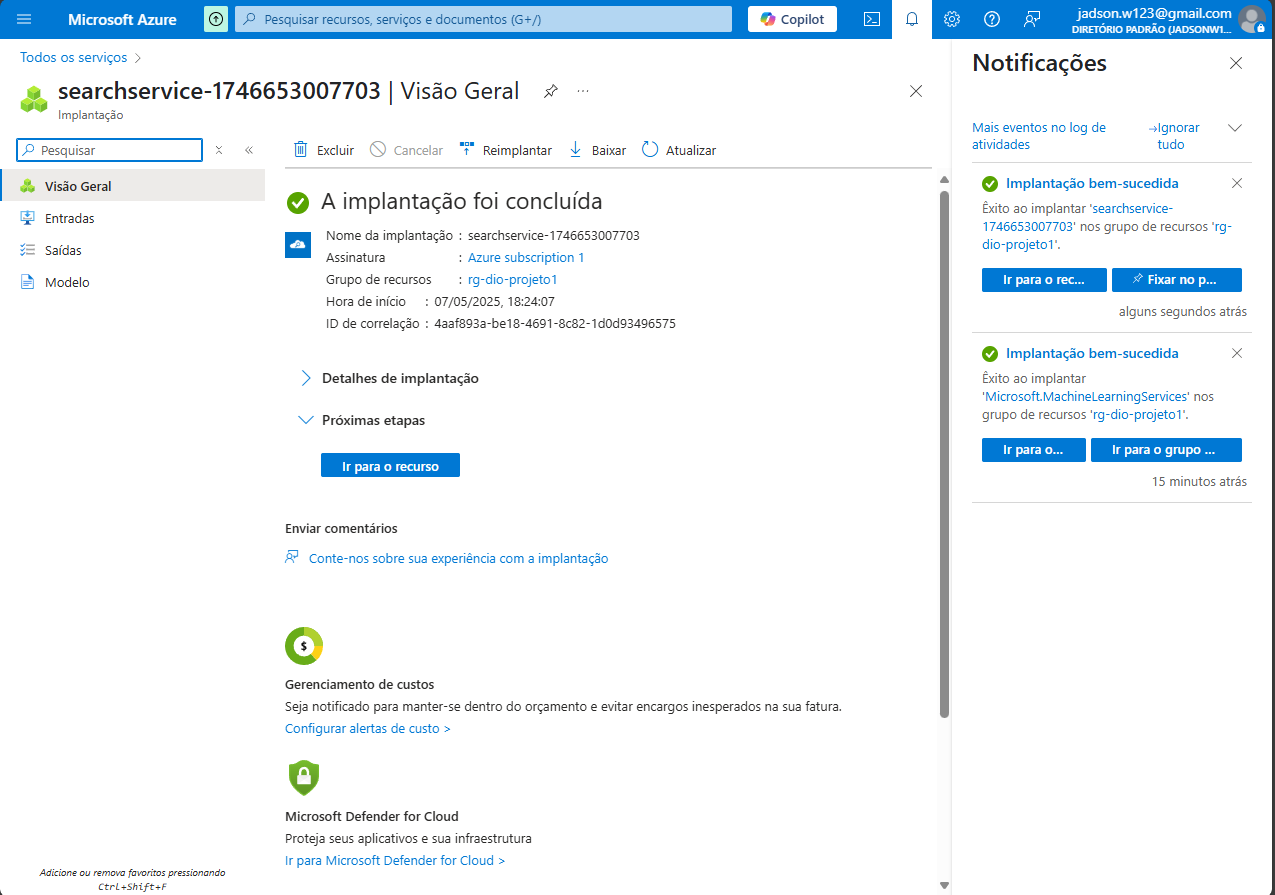 Microsoft Azure
Pesquisar recursos, serviços e documentos (G+/)
Copilot
jadson.w123@gmail.com
DIRETÓRIO PADRÃO (JADSONW1...
Todos os serviços
searchservice-1746653007703 | Visão Geral
...
Implantação
Pesquisar
Visão Geral
Entradas
Saídas
Modelo
Adicione ou remova favoritos pressionando
Ctrl+Shift+F
Excluir
Cancelar
Reimplantar
Baixar
Atualizar
A implantação foi concluída
Nome da implantação : searchservice-1746653007703
Assinatura : Azure subscription 1
Grupo de recursos : rg-dio-projeto1
Hora de início : 07/05/2025, 18:24:07
ID de correlação : 4aaf893a-be18-4691-8c82-1d0d93496575
Detalhes de implantação
Próximas etapas
Ir para o recurso
Enviar comentários
Conte-nos sobre sua experiência com a implantação
$
Gerenciamento de custos
Seja notificado para manter-se dentro do orçamento e evitar encargos inesperados na sua fatura.
Configurar alertas de custo >
Microsoft Defender for Cloud
Proteja seus aplicativos e sua infraestrutura
Ir para Microsoft Defender for Cloud >
Notificações
Mais eventos no log de
atividades
→Ignorar
tudo
Implantação bem-sucedida
Êxito ao implantar 'searchservice-
1746653007703' nos grupo de recursos 'rg-
dio-projeto1'.
Ir para o rec...
Fixar no p...
alguns segundos atrás
Implantação bem-sucedida
Êxito ao implantar
'Microsoft.MachineLearningServices' nos
grupo de recursos 'rg-dio-projeto1'.
Ir para o...
Ir para o grupo ...
15 minutos atrás